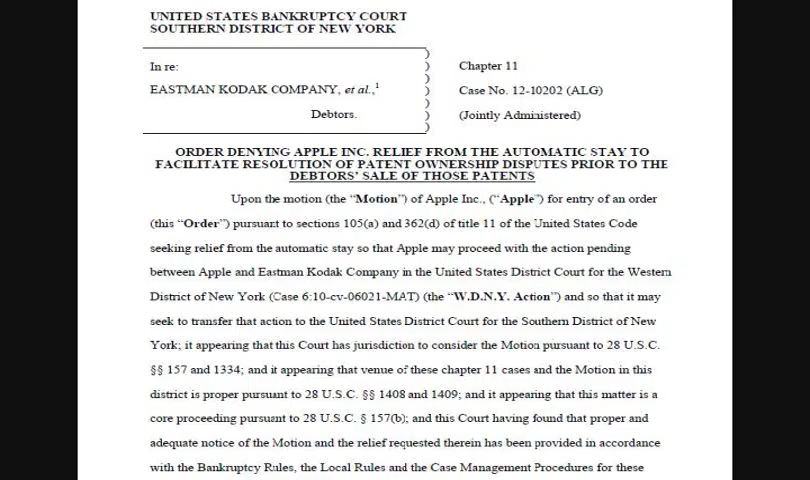 UNITED STATES BANKRUPTCY COURT
SOUTHERN DISTRICT OF NEW YORK
In re:
EASTMAN KODAK COMPANY, et al.,1
Debtors.
)
)
)
)
)
)
)
Chapter 11
Case No. 12-10202 (ALG)
(Jointly Administered)
ORDER DENYING APPLE INC. RELIEF FROM THE AUTOMATIC STAY TO
FACILITATE RESOLUTION OF PATENT OWNERSHIP DISPUTES PRIOR TO THE
DEBTORS' SALE OF THOSE PATENTS
Upon the motion (the “Motion”) of Apple Inc., (“Apple”) for entry of an order
(this “Order”) pursuant to sections 105(a) and 362(d) of title 11 of the United States Code
seeking relief from the automatic stay so that Apple may proceed with the action pending
between Apple and Eastman Kodak Company in the United States District Court for the Western
District of New York (Case 6:10-cv-06021-MAT) (the “W.D.N.Y. Action”) and so that it may
seek to transfer that action to the United States District Court for the Southern District of New
York; it appearing that this Court has jurisdiction to consider the Motion pursuant to 28 U.S.C.
§§ 157 and 1334; and it appearing that venue of these chapter 11 cases and the Motion in this
district is proper pursuant to 28 U.S.C. §§ 1408 and 1409; and it appearing that this matter is a
core proceeding pursuant to 28 U.S.C. § 157(b); and this Court having found that proper and
adequate notice of the Motion and the relief requested therein has been provided in accordance
with the Bankruptcy Rules, the Local Rules and the Case Management Procedures for these